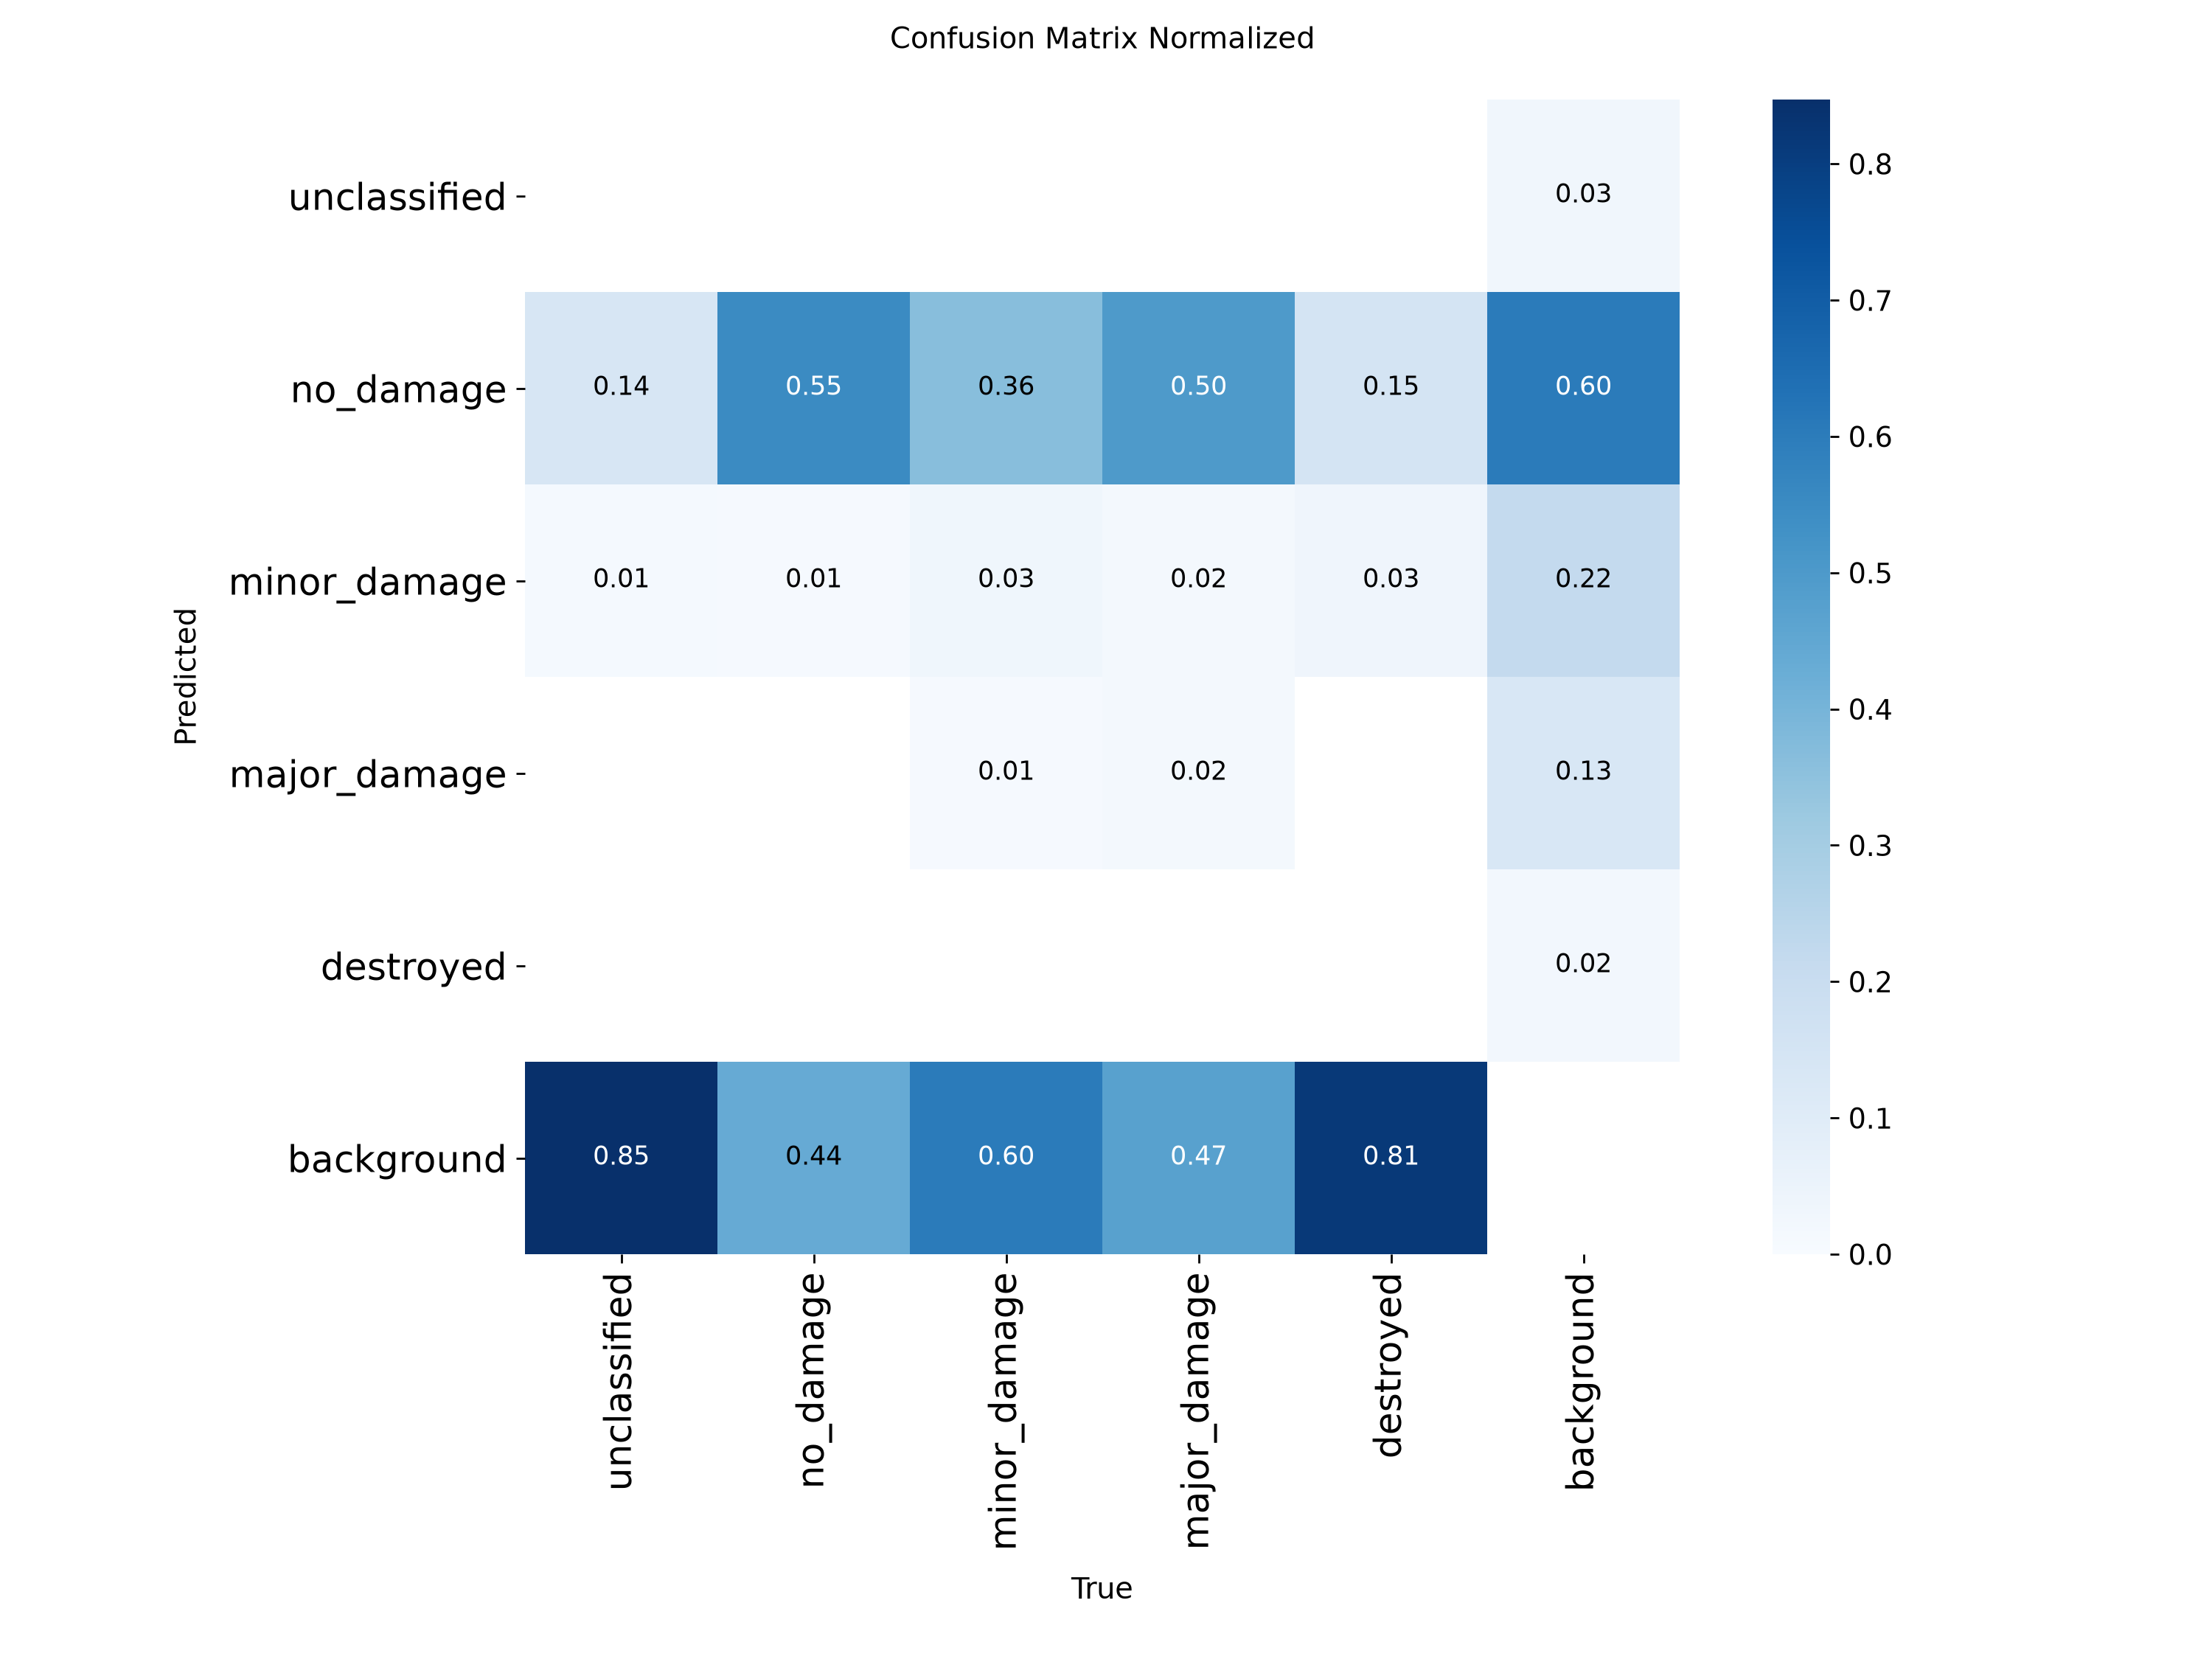 Confusion Matrix Normalized
unclassified
0.03
0.8
0.7
no_damage
0.14 0.55 0.36 0.50 0.15 0.60
0.6
minor_damage
0.01 0.01 0.03 0.02 0.03 0.22
0.5
Predicted
0.4
major_damage
0.01 0.02 0.13
0.3
destroyed
0.02
0.2
background
0.85 0.44 0.60 0.47 0.81
0.1
0.0
unclassified
no_damage
minor_damage
major_damage
destroyed
background
True